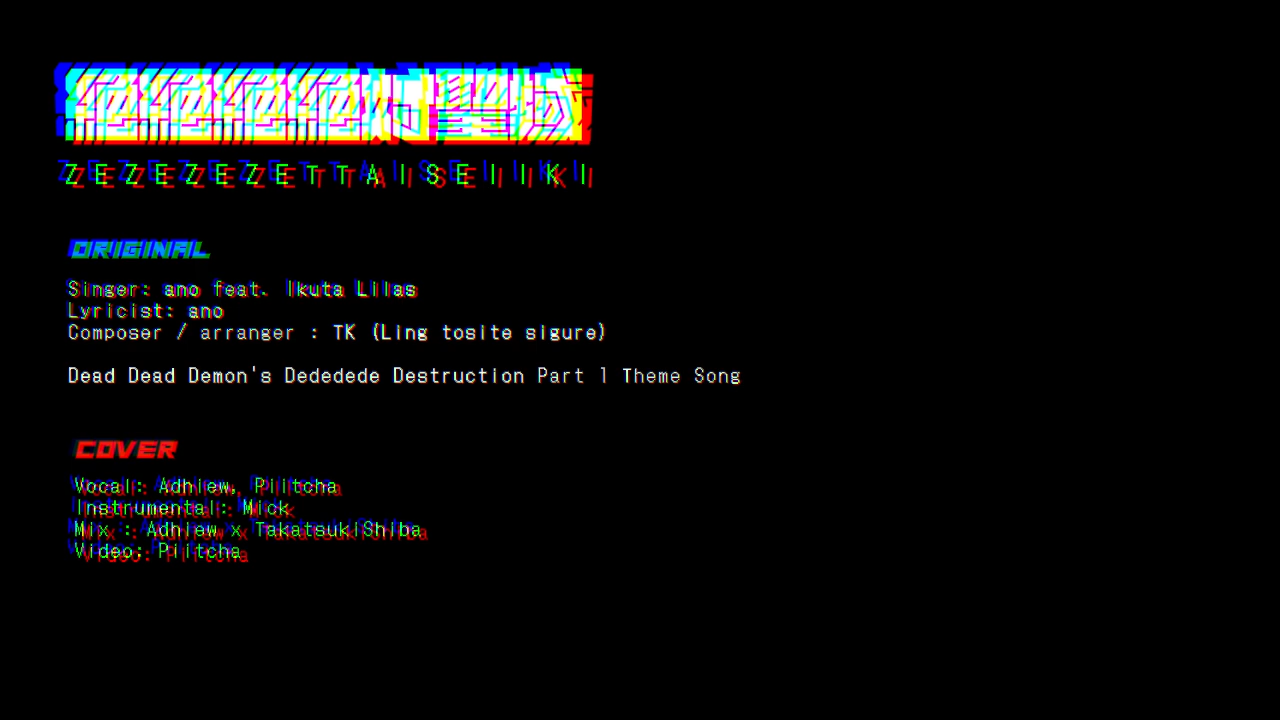 ZEZEZEZETTAISEIIKI
ORIGINAL
Singer: ano feat. Ikuta Lilas
Lyricist: ano
Composer / arranger : TK (Ling tosite sigure)
Dead Dead Demon's Dededede Destruction Part 1 Theme Song
COVER
Vocal: Adhiew, Piitcha
Instrumental: Mick
Mix : Adhiew x TakatsukiShiba
Video: Piitcha